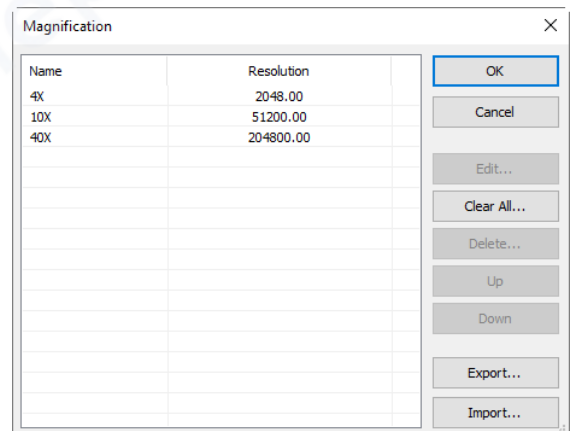 Magnification
Name Resolution
4X 2048.00
10X 51200.00
40X 204800.00
OK
Cancel
Edit...
Clear All...
Delete...
Up
Down
Export...
Import...